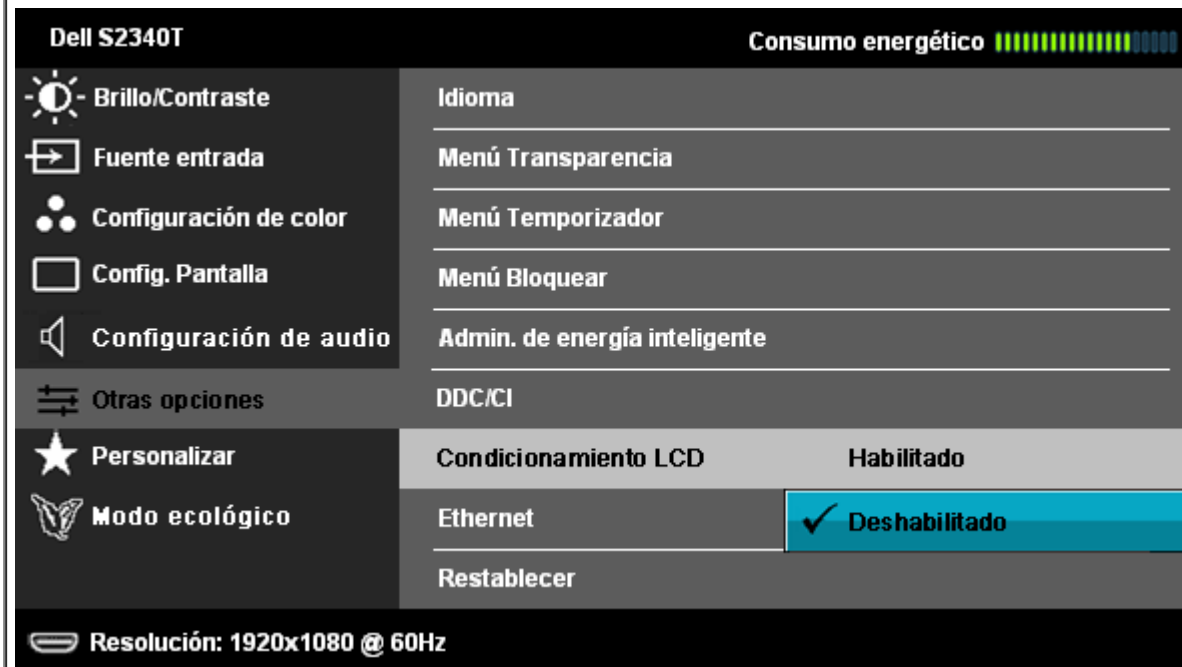 Dell S2340T
Consumo energético
Brillo/Contraste
Idioma
Fuente entrada
Menú Transparencia
Configuración de color
Menú Temporizador
Config. Pantalla
Menú Bloquear
Configuración de audio
Admin. de energía inteligente
Otras opciones
DDC/CI
Personalizar
Condicionamiento LCD
Habilitado
Modo ecológico
Ethernet
Deshabilitado
Restablecer
Resolución: 1920x1080 @ 60Hz